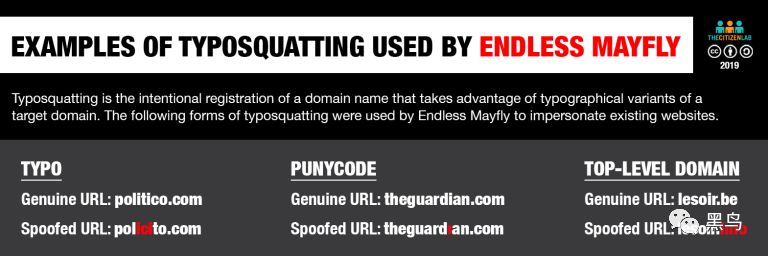 EXAMPLES OF TYPOSQUATTING USED BY ENDLESS MAYFLY
THECITIZENLAB
cc
2019
Typosquatting is the intentional registration of a domain name that takes advantage of typographical variants of a
target domain. The following forms of typosquatting were used by Endless Mayfly to impersonate existing websites.
TYPO
Genuine URL: politico.com
Spoofed URL: policito.com
PUNYCODE
Genuine URL: theguardian.com
Spoofed URL: theguardıan.com
TOP-LEVEL DOMAIN
Genuine URL: lesoir.be
Spoofed URL:
黑鸟